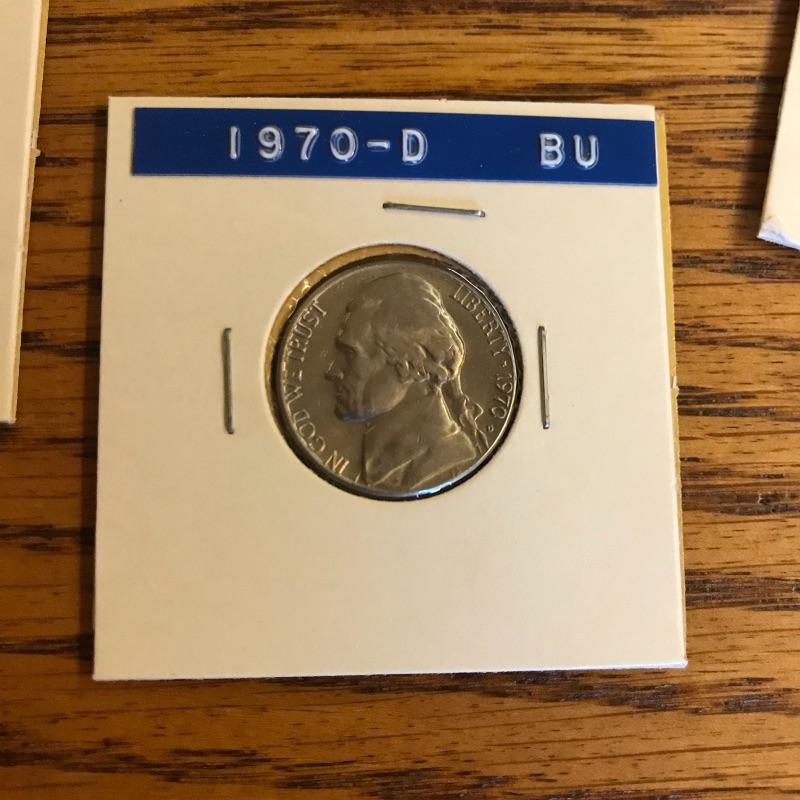 1970-D BU
IN GOD WE TRUST
LIBERTY · 1970 D